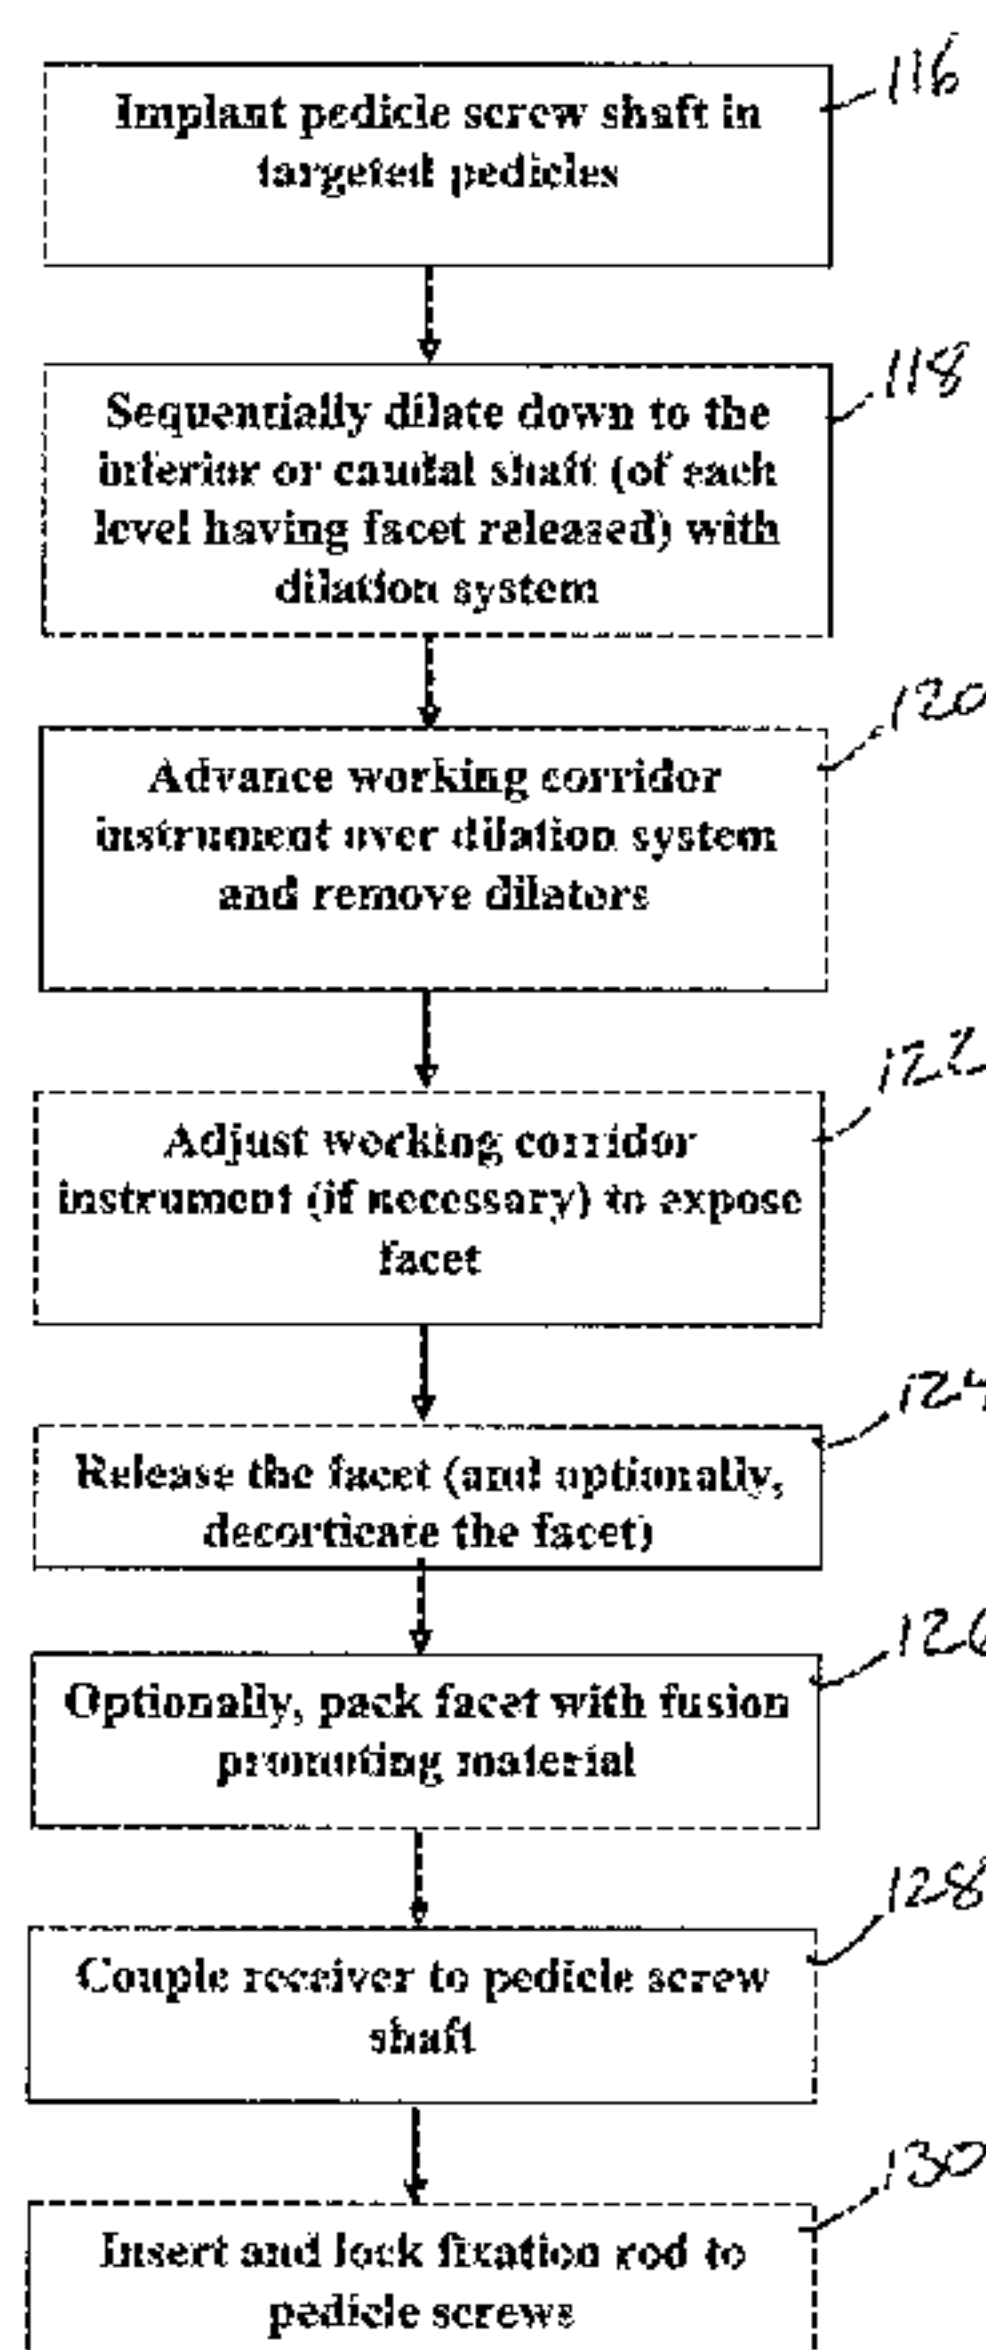 116
Implant pedicle screw shaft in
targeted pedicles
118
Sequentially dilate down to the
inferior or caudal shaft (of each
level having facet released) with
dilation system
120
Advance working corridor
instrument over dilation system
and remove dilators
122
Adjust working corridor
instrument (if necessary) to expose
facet
124
Release the facet (and optionally,
decorticate the facet)
126
Optionally, pack facet with fusion
promoting material
128
Couple receiver to pedicle screw
shaft
130
Insert and lock fixation rod to
pedicle screws